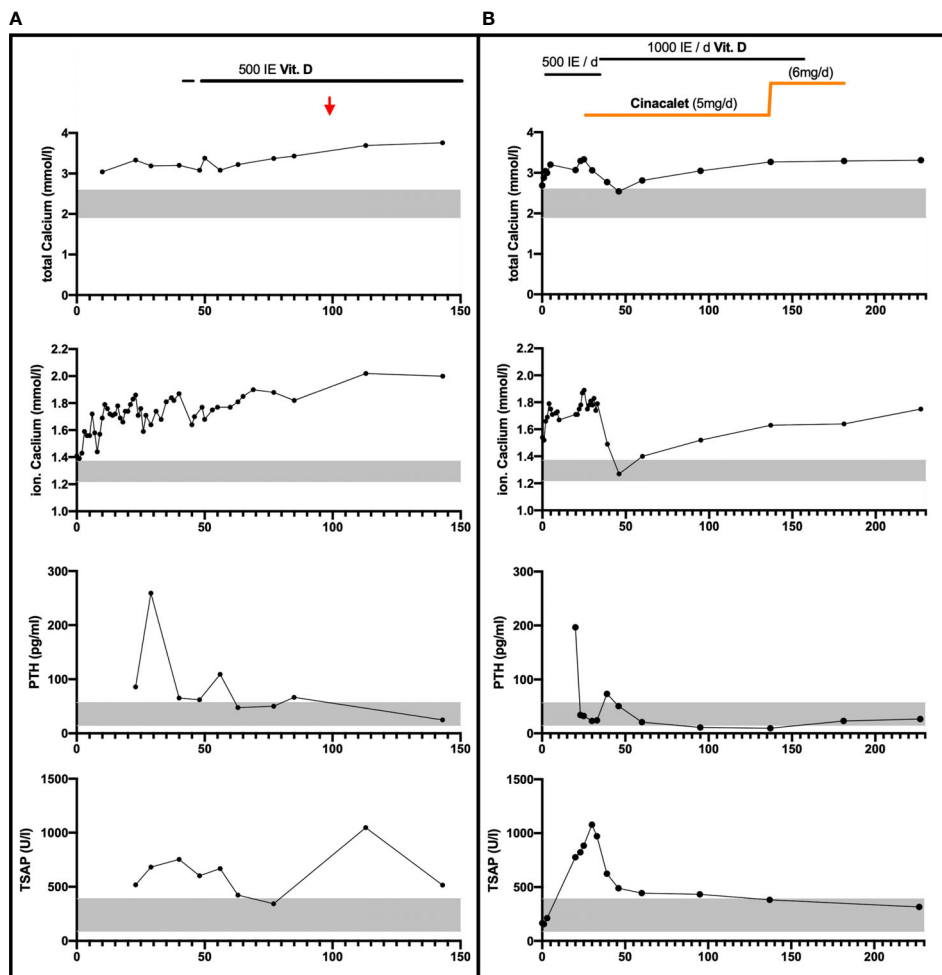 A
500 IE Vit. D
total Calcium (mmol/l)
4
3
2
1
0
0 50 100 150
ion. Caclium (mmol/l)
2.2
2.0
1.8
1.6
1.4
1.2
1.0
0 50 100 150
PTH (pg/ml)
300
200
100
0
0 50 100 150
TSAP (U/l)
1500
1000
500
0
0 50 100 150
B
1000 IE / d Vit. D
500 IE / d
(6mg/d)
Cinacalet (5mg/d)
total Calcium (mmol/l)
4
3
2
1
0
0 50 100 150 200
ion. Caclium (mmol/l)
2.2
2.0
1.8
1.6
1.4
1.2
1.0
0 50 100 150 200
PTH (pg/ml)
300
200
100
0
0 50 100 150 200
TSAP (U/l)
1500
1000
500
0
0 50 100 150 200